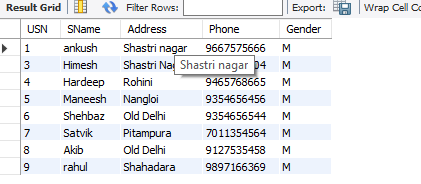 Result Grid Filter Rows: Export: Wrap Cell Co
USN SName Address Phone Gender
1 ankush Shastri nagar 9667575666 M
3 Himesh Shastri Na 04 M
Shastri nagar
4 Hardeep Rohini 9465768665 M
5 Maneesh Nangloi 9354656456 M
6 Shehbaz Old Delhi 9354656544 M
7 Satvik Pitampura 7011354564 M
8 Akib Old Delhi 9127535458 M
9 rahul Shahadara 9897166369 M